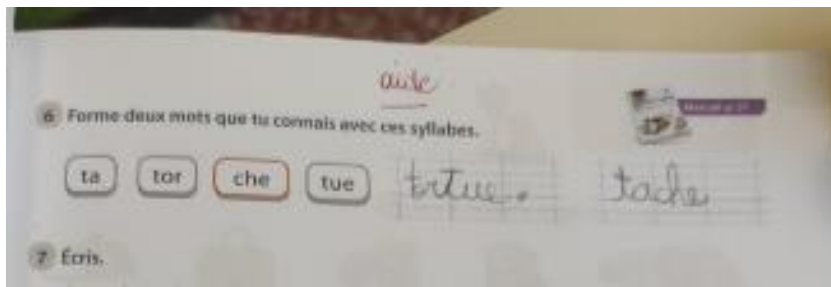 aide
6 Forme deux mots que tu connais avec ces syllabes.
ta tor che tue tortue. tache
7 Écris.